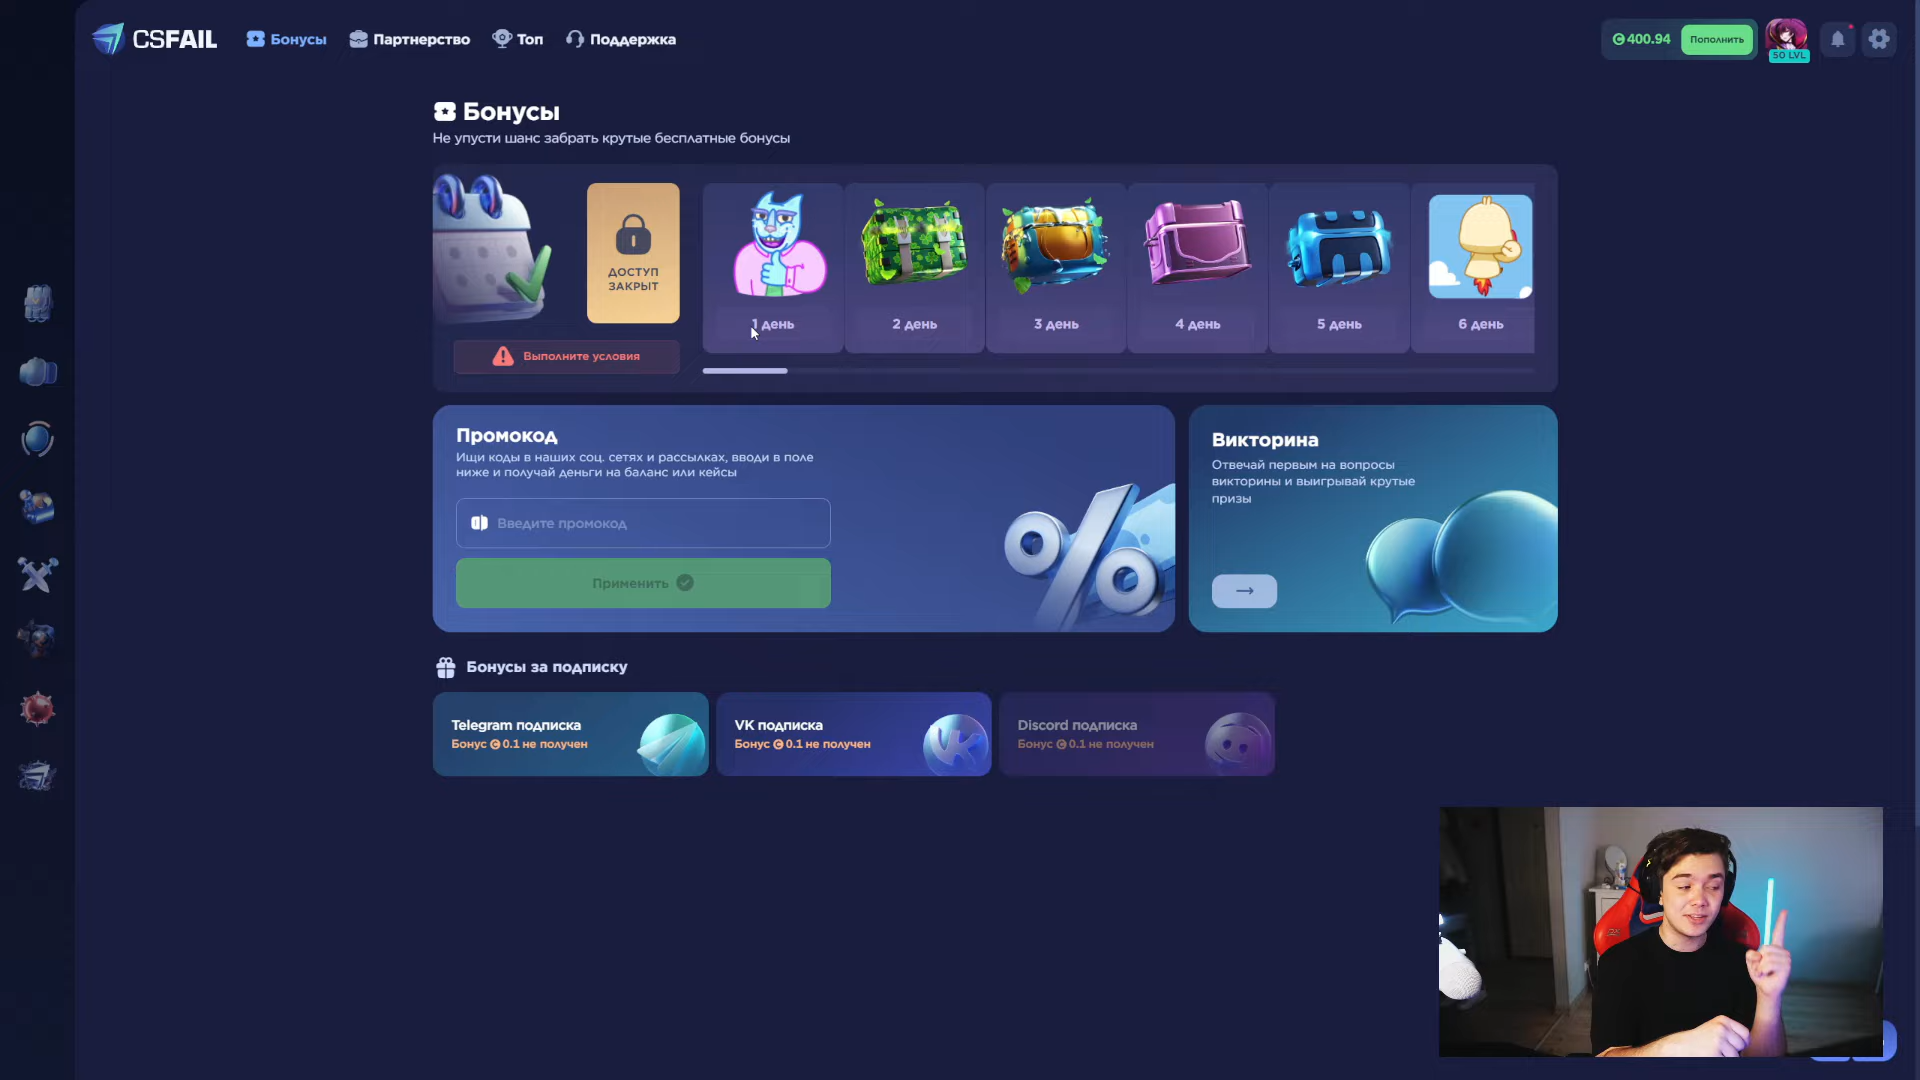 CSFAIL
Бонусы
Партнерство
Топ
Поддержка
400.94
Пополнить
50 LVL
Бонусы
Не упусти шанс забрать крутые бесплатные бонусы
ДОСТУП
ЗАКРЫТ
Выполните условия
1 день
2 день
3 день
4 день
5 день
6 день
Промокод
Ищи коды в наших соц. сетях и рассылках, вводи в поле
ниже и получай деньги на баланс или кейсы
Введите промокод
Применить
Викторина
Отвечай первым на вопросы
викторины и выигрывай крутые
призы
Бонусы за подписку
Telegram подписка
Бонус 0.1 не получен
VK подписка
Бонус 0.1 не получен
Discord подписка
Бонус 0.1 не получен